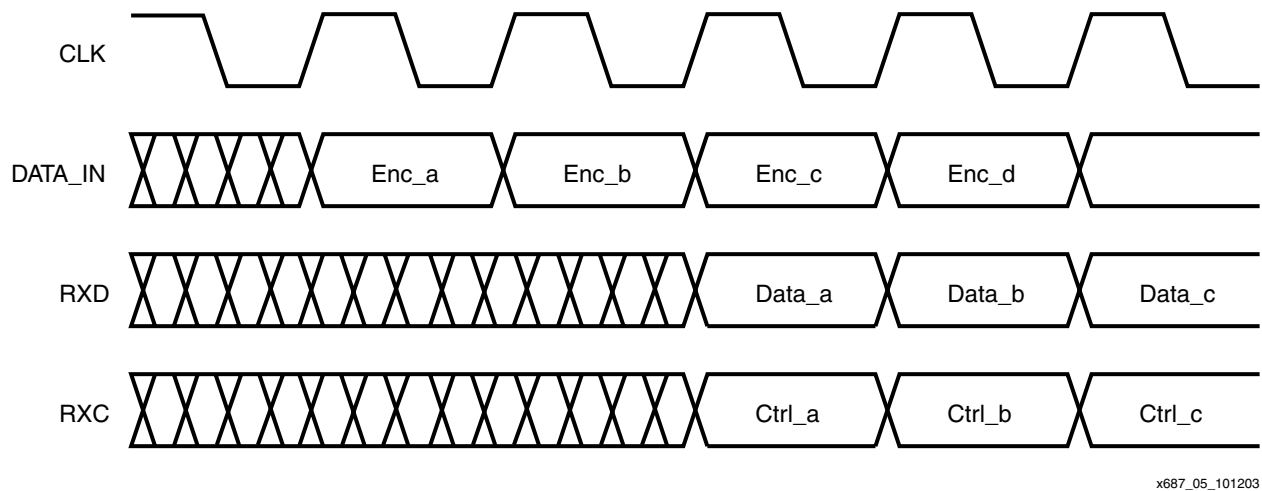 CLK
DATA_IN Enc_a Enc_b Enc_c Enc_d
RXD Data_a Data_b Data_c
RXC Ctrl_a Ctrl_b Ctrl_c
x687_05_101203